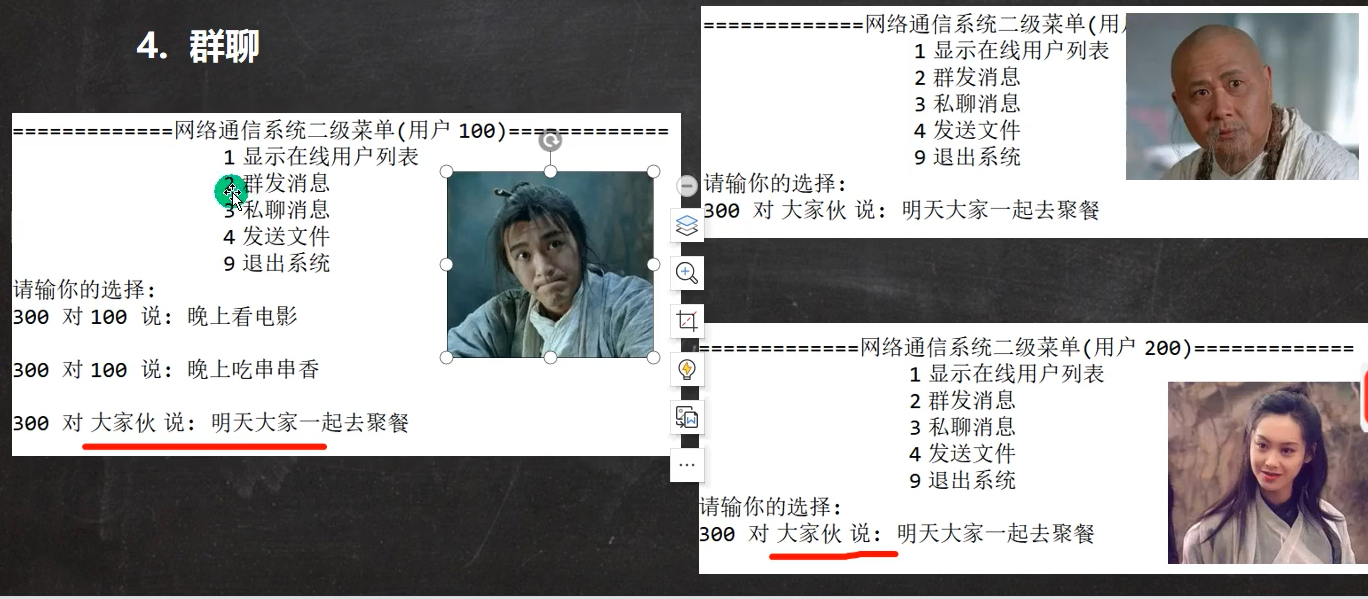 4. 群聊
=============网络通信系统二级菜单(用户 100)=============
1 显示在线用户列表
2 群发消息
3 私聊消息
4 发送文件
9 退出系统
请输你的选择:
300 对 100 说: 晚上看电影
300 对 100 说: 晚上吃串串香
300 对 大家伙 说: 明天大家一起去聚餐
=============网络通信系统二级菜单(用
1 显示在线用户列表
2 群发消息
3 私聊消息
4 发送文件
9 退出系统
请输你的选择:
300 对 大家伙 说: 明天大家一起去聚餐
=============网络通信系统二级菜单(用户 200)=============
1 显示在线用户列表
2 群发消息
3 私聊消息
4 发送文件
9 退出系统
请输你的选择:
300 对 大家伙 说: 明天大家一起去聚餐